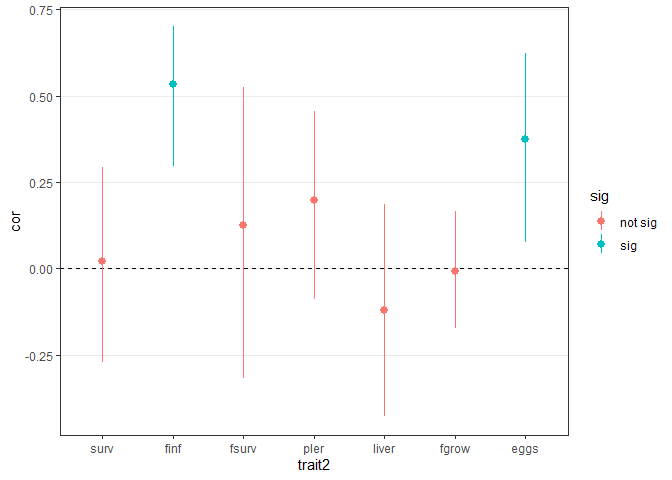 0.75
0.50
0.25
0.00
-0.25
cor
surv finf fsurv pler liver fgrow eggs
trait2
sig
not sig
sig